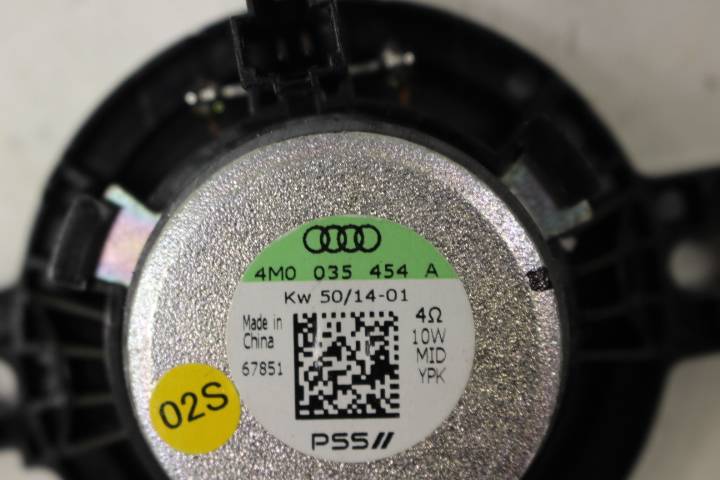 4M0 035 454 A
Kw 50/14-01
Made in
China
67851
4Ω
10W
MID
YPK
PSS//
02S